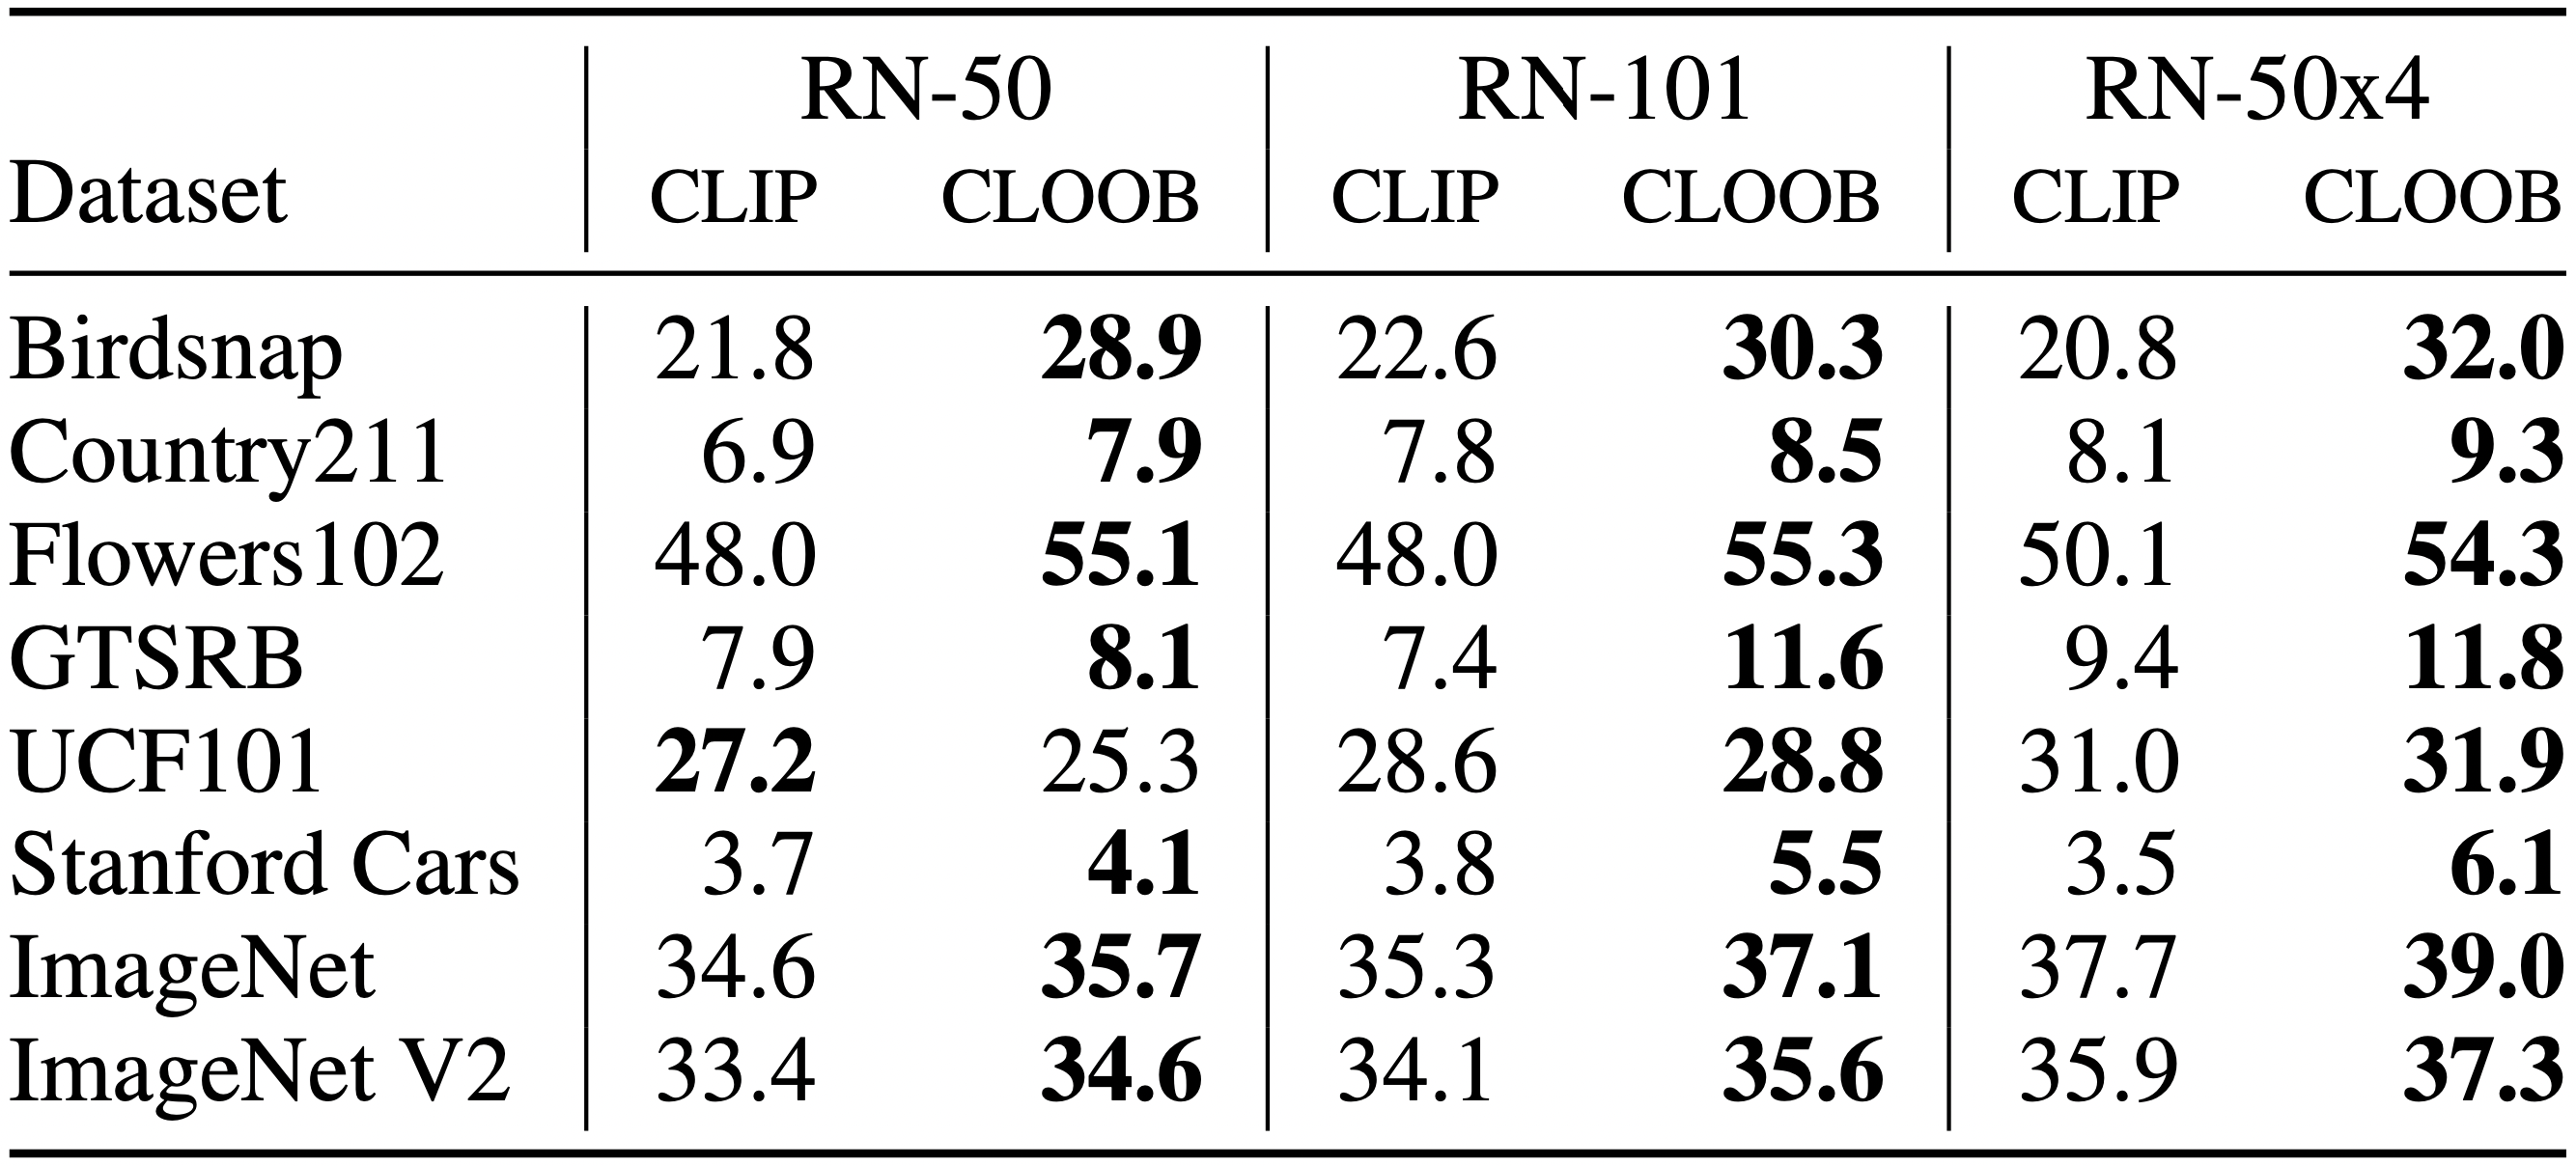 RN-50 RN-101 RN-50x4
Dataset CLIP CLOOB CLIP CLOOB CLIP CLOOB
Birdsnap 21.8 28.9 22.6 30.3 20.8 32.0
Country211 6.9 7.9 7.8 8.5 8.1 9.3
Flowers102 48.0 55.1 48.0 55.3 50.1 54.3
GTSRB 7.9 8.1 7.4 11.6 9.4 11.8
UCF101 27.2 25.3 28.6 28.8 31.0 31.9
Stanford Cars 3.7 4.1 3.8 5.5 3.5 6.1
ImageNet 34.6 35.7 35.3 37.1 37.7 39.0
ImageNet V2 33.4 34.6 34.1 35.6 35.9 37.3